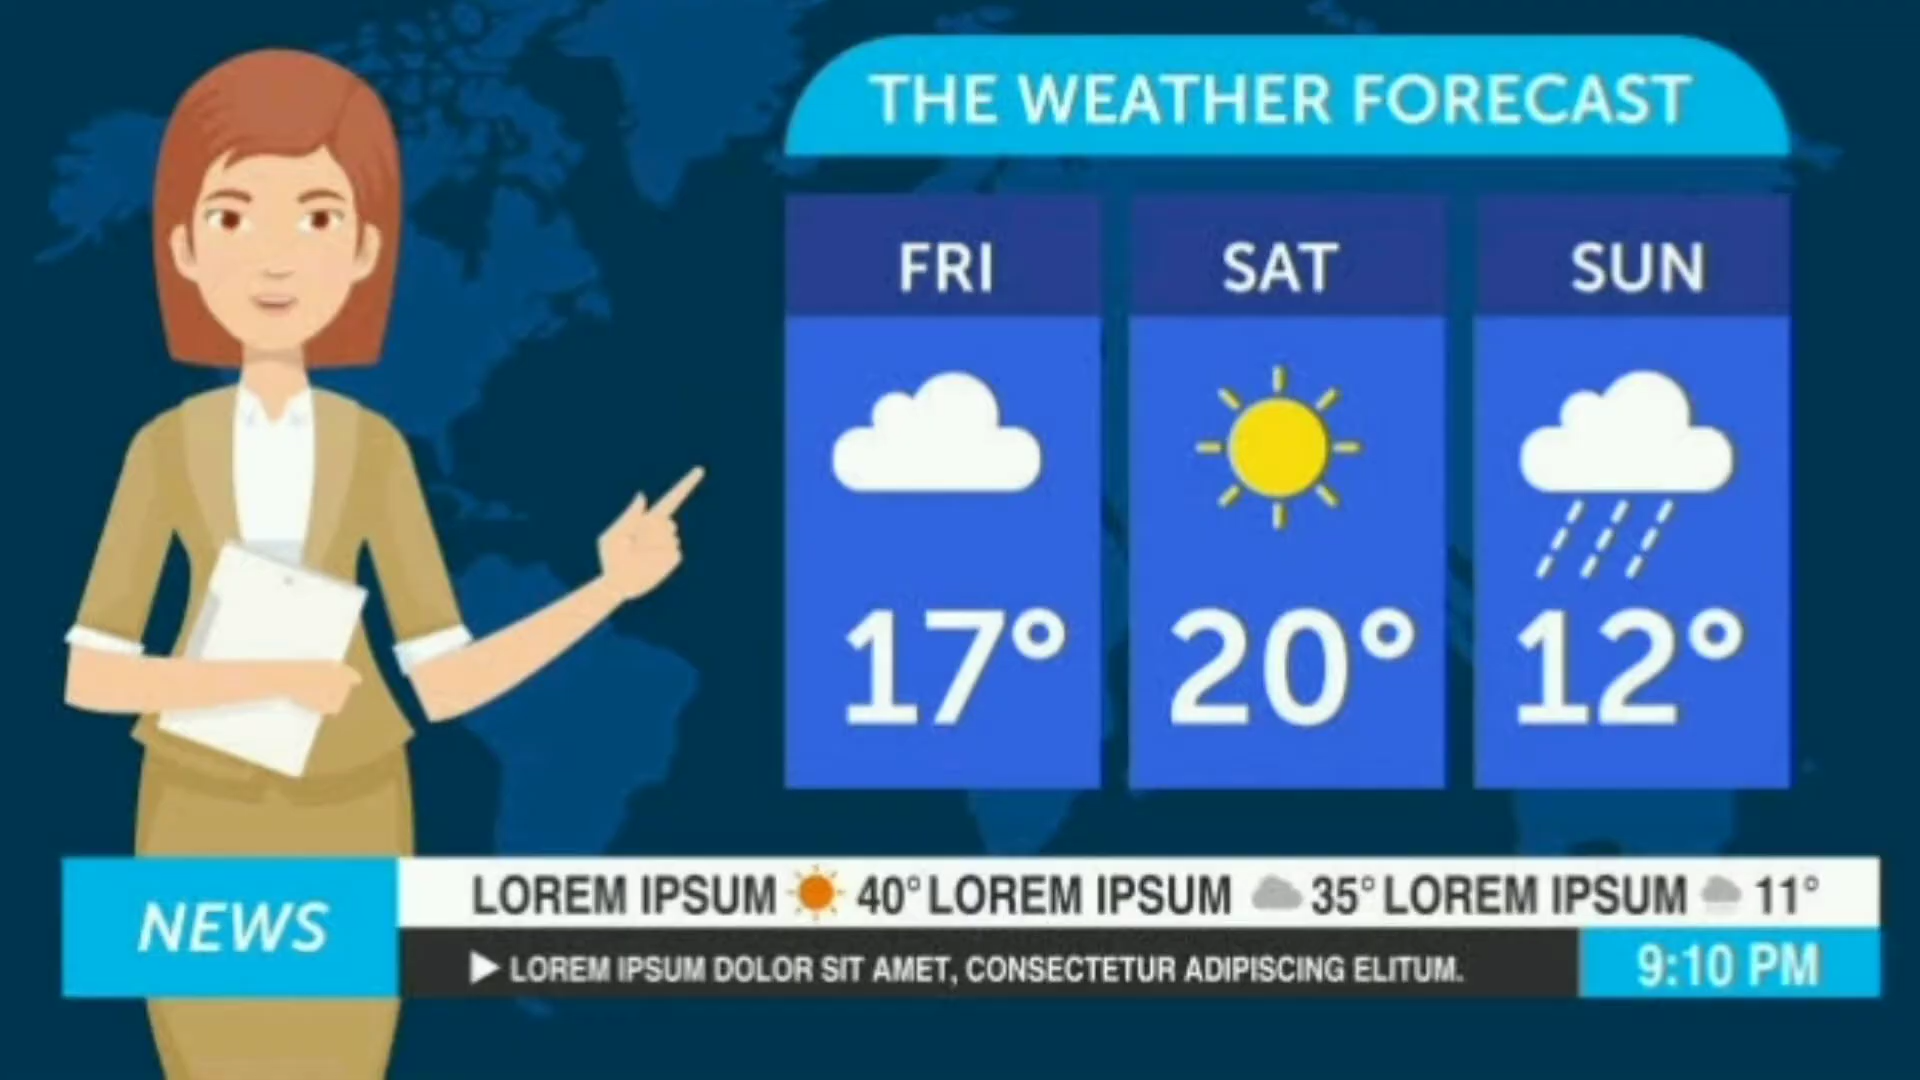 THE WEATHER FORECAST
FRI SAT SUN
17° 20° 12°
NEWS
LOREM IPSUM 40° LOREM IPSUM 35° LOREM IPSUM 11°
LOREM IPSUM DOLOR SIT AMET, CONSECTETUR ADIPISCING ELITUM.
9:10 PM